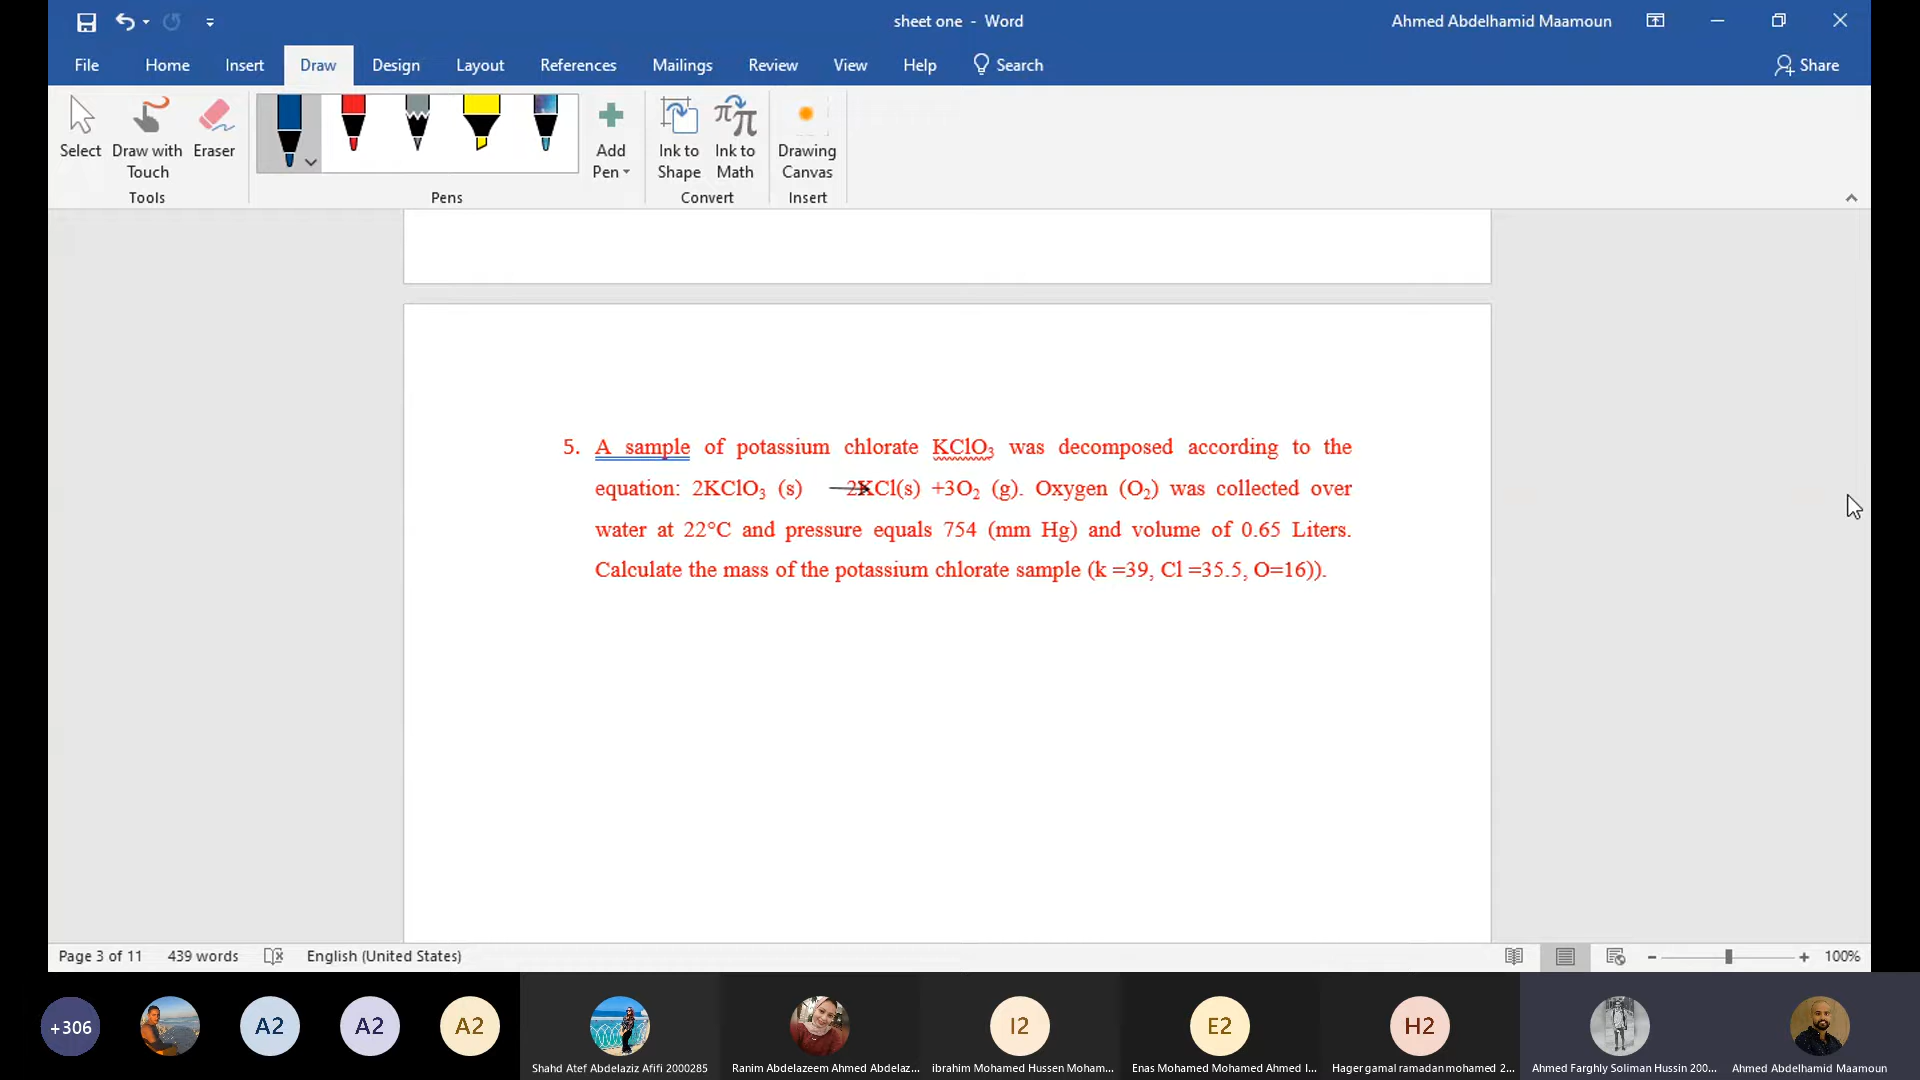 sheet one - Word
Ahmed Abdelhamid Maamoun
File Home Insert Draw Design Layout References Mailings Review View Help Search Share
Select Draw with Touch Eraser
Add Pen
Ink to Shape Ink to Math
Drawing Canvas
Tools Pens Convert Insert
5. A sample of potassium chlorate KClO₃ was decomposed according to the
equation: 2KClO₃ (s) → 2KCl(s) +3O₂ (g). Oxygen (O₂) was collected over
water at 22°C and pressure equals 754 (mm Hg) and volume of 0.65 Liters.
Calculate the mass of the potassium chlorate sample (k =39, Cl =35.5, O=16)).
Page 3 of 11 439 words English (United States) 100%
+306 A2 A2 A2 I2 E2 H2
Shahd Atef Abdelaziz Afifi 2000285 Ranim Abdelazeem Ahmed Abdelaz... ibrahim Mohamed Hussen Moham... Enas Mohamed Mohamed Ahmed I... Hager gamal ramadan mohamed 2... Ahmed Farghly Soliman Hussin 200... Ahmed Abdelhamid Maamoun